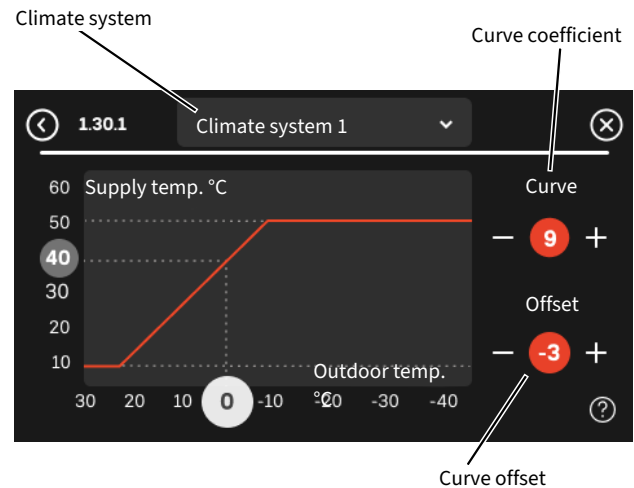 Climate system
Curve coefficient
1.30.1
Climate system 1
60
Supply temp. °C
Curve
50
9
40
30
Offset
20
-3
10
Outdoor temp.
°C
30 20 10 0 -10 -20 -30 -40
?
Curve offset